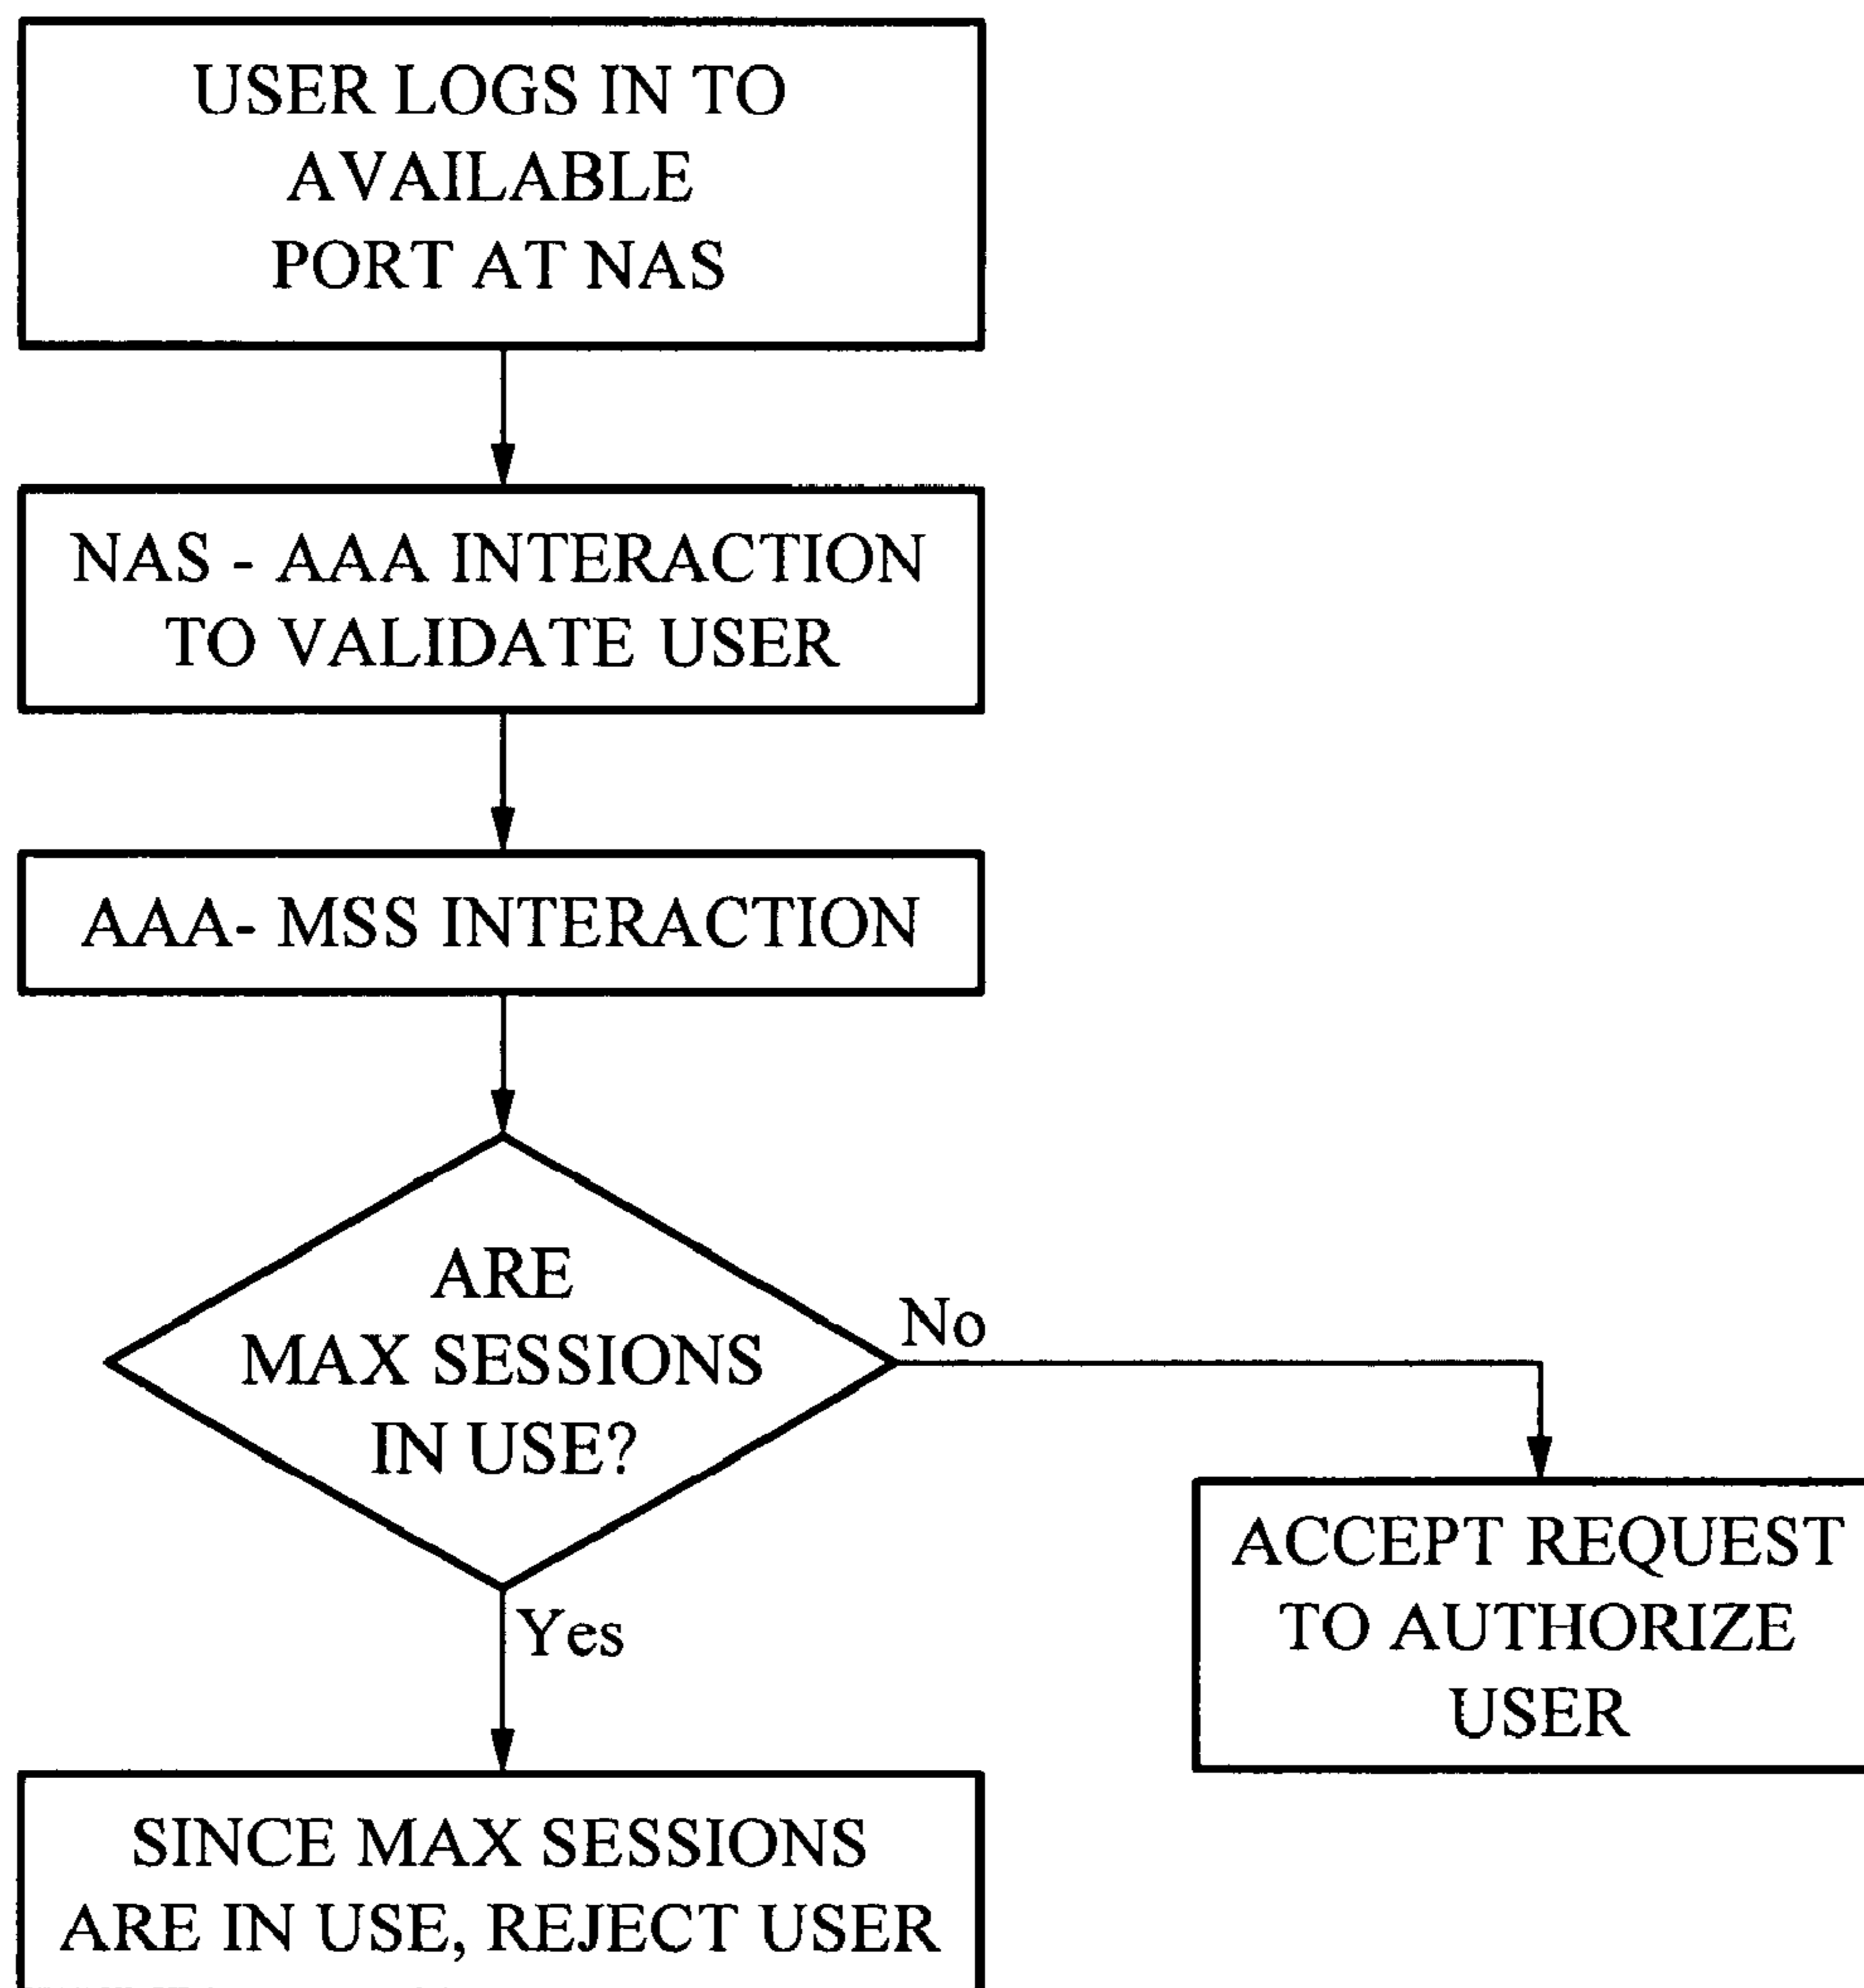 USER LOGS IN TO
AVAILABLE
PORT AT NAS
NAS - AAA INTERACTION
TO VALIDATE USER
AAA- MSS INTERACTION
ARE
MAX SESSIONS
IN USE?
No
Yes
ACCEPT REQUEST
TO AUTHORIZE
USER
SINCE MAX SESSIONS
ARE IN USE, REJECT USER